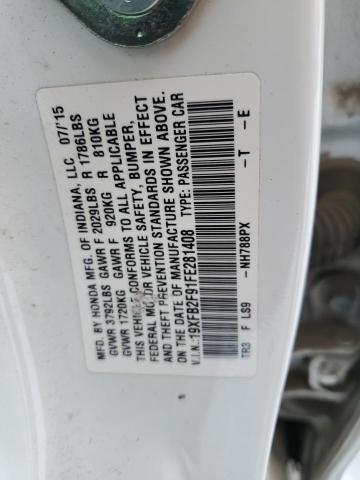 MFD. BY HONDA MFG. OF INDIANA, LLC 07/'15
GVWR 3792LBS GAWR F 2029LBS R 1786LBS
GVWR 1720KG GAWR F 920KG R 810KG
THIS VEHICLE CONFORMS TO ALL APPLICABLE
FEDERAL MOTOR VEHICLE SAFETY, BUMPER,
AND THEFT PREVENTION STANDARDS IN EFFECT
ON THE DATE OF MANUFACTURE SHOWN ABOVE.
V.I.N.:19XFB2F91FE281408 TYPE: PASSENGER CAR
TR3 F LS9 -NH788PX -T -E